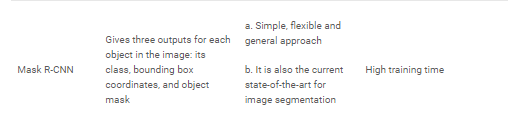 Mask R-CNN
Gives three outputs for each
object in the image: its
class, bounding box
coordinates, and object
mask
a. Simple, flexible and
general approach
b. It is also the current
state-of-the-art for
image segmentation
High training time